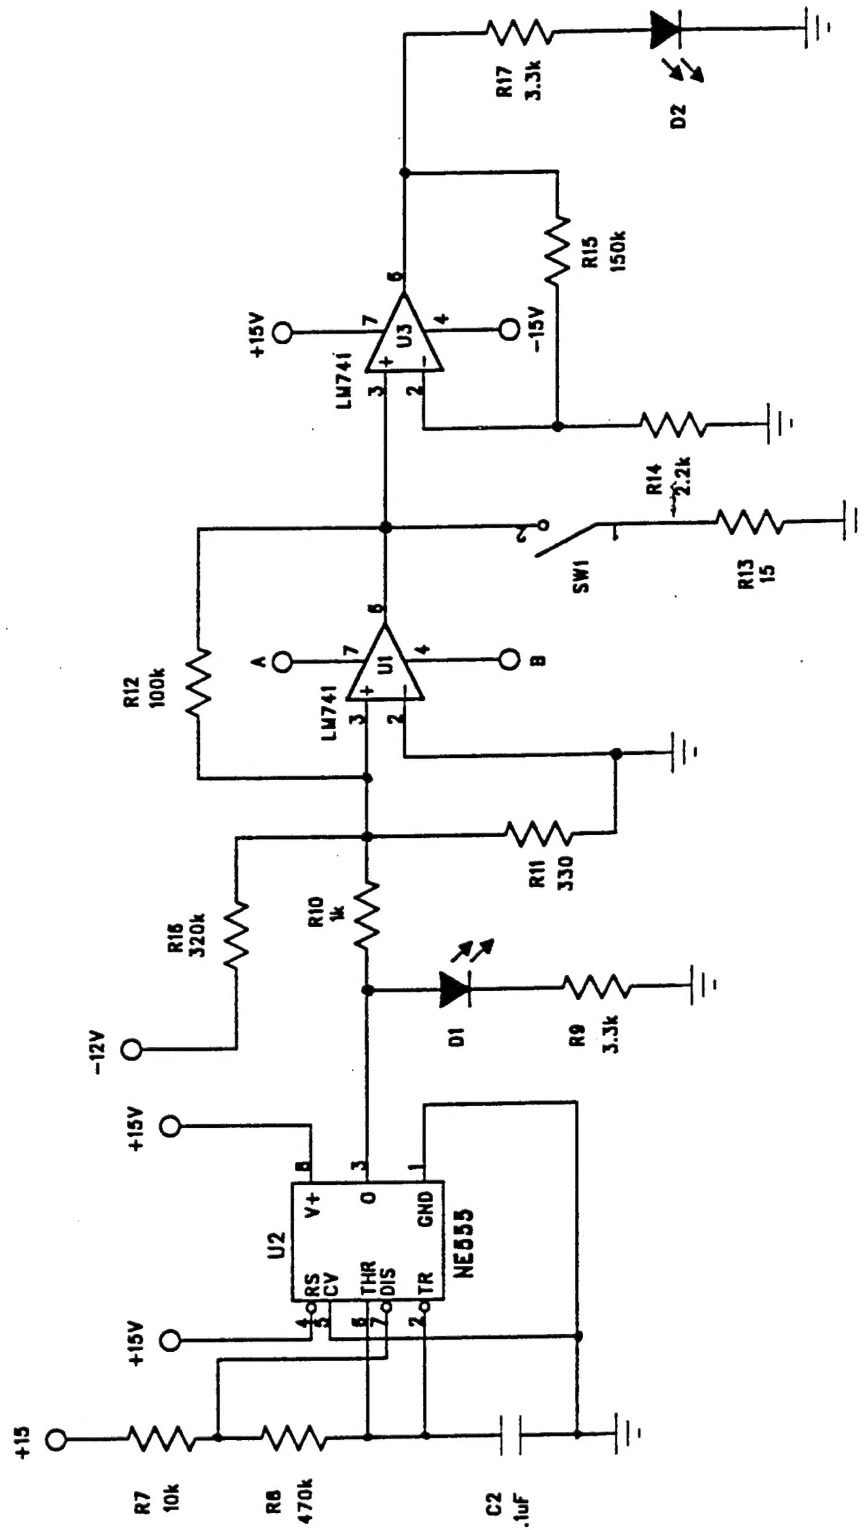 +15
R7
10k
R8
470k
C2
.1uF
+15V
+15V
U2
4
RS
5
CV
6
THR
7
DIS
2
TR
V+
8
O
3
GND
1
NE555
-12V
R16
320k
D1
R9
3.3k
R10
1k
R11
330
R12
100k
A
LM741
3
+
2
-
U1
7
4
6
B
SW1
2
1
R13
15
R14
2.2k
+15V
LM741
3
+
2
-
U3
7
4
6
-15V
R15
150k
R17
3.3k
D2